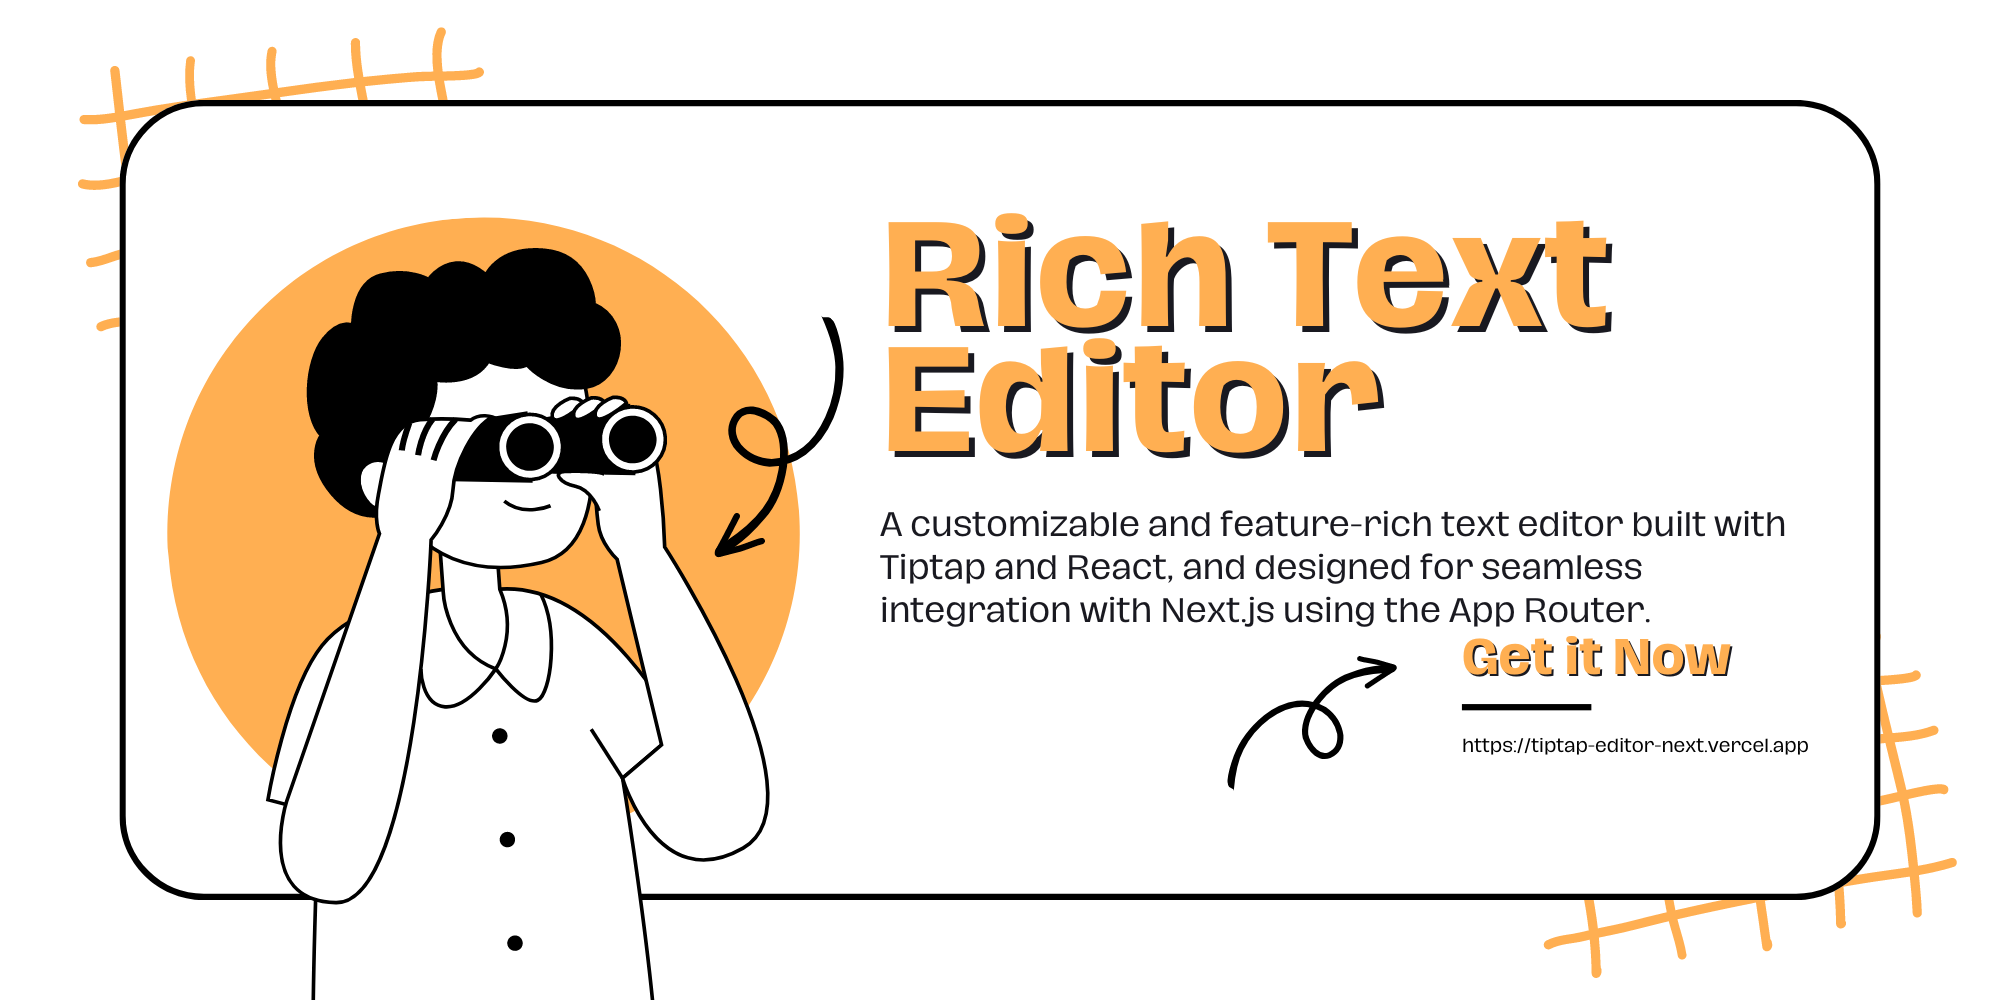 Rich Text
Editor
A customizable and feature-rich text editor built with
Tiptap and React, and designed for seamless
integration with Next.js using the App Router.
Get it Now
https://tiptap-editor-next.vercel.app